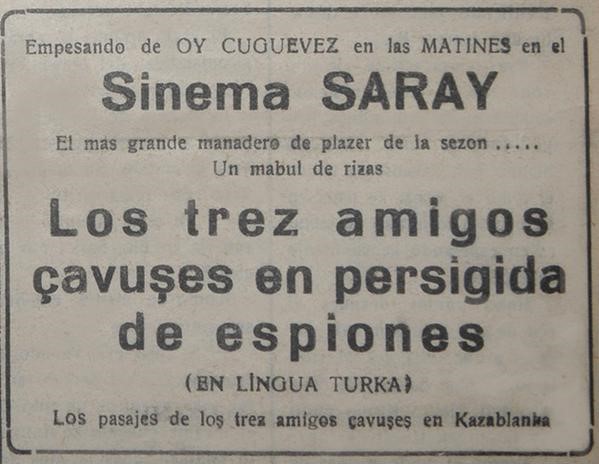 Empesando de OY CUGUEVEZ en las MATINES en el
Sinema SARAY
El mas grande manadero de plazer de la sezon .....
Un mabul de rizas
Los trez amigos
çavuşes en persigida
de espiones
(EN LİNGUA TURKA)
Los pasajes de los trez amigos çavuşes en Kazablanka